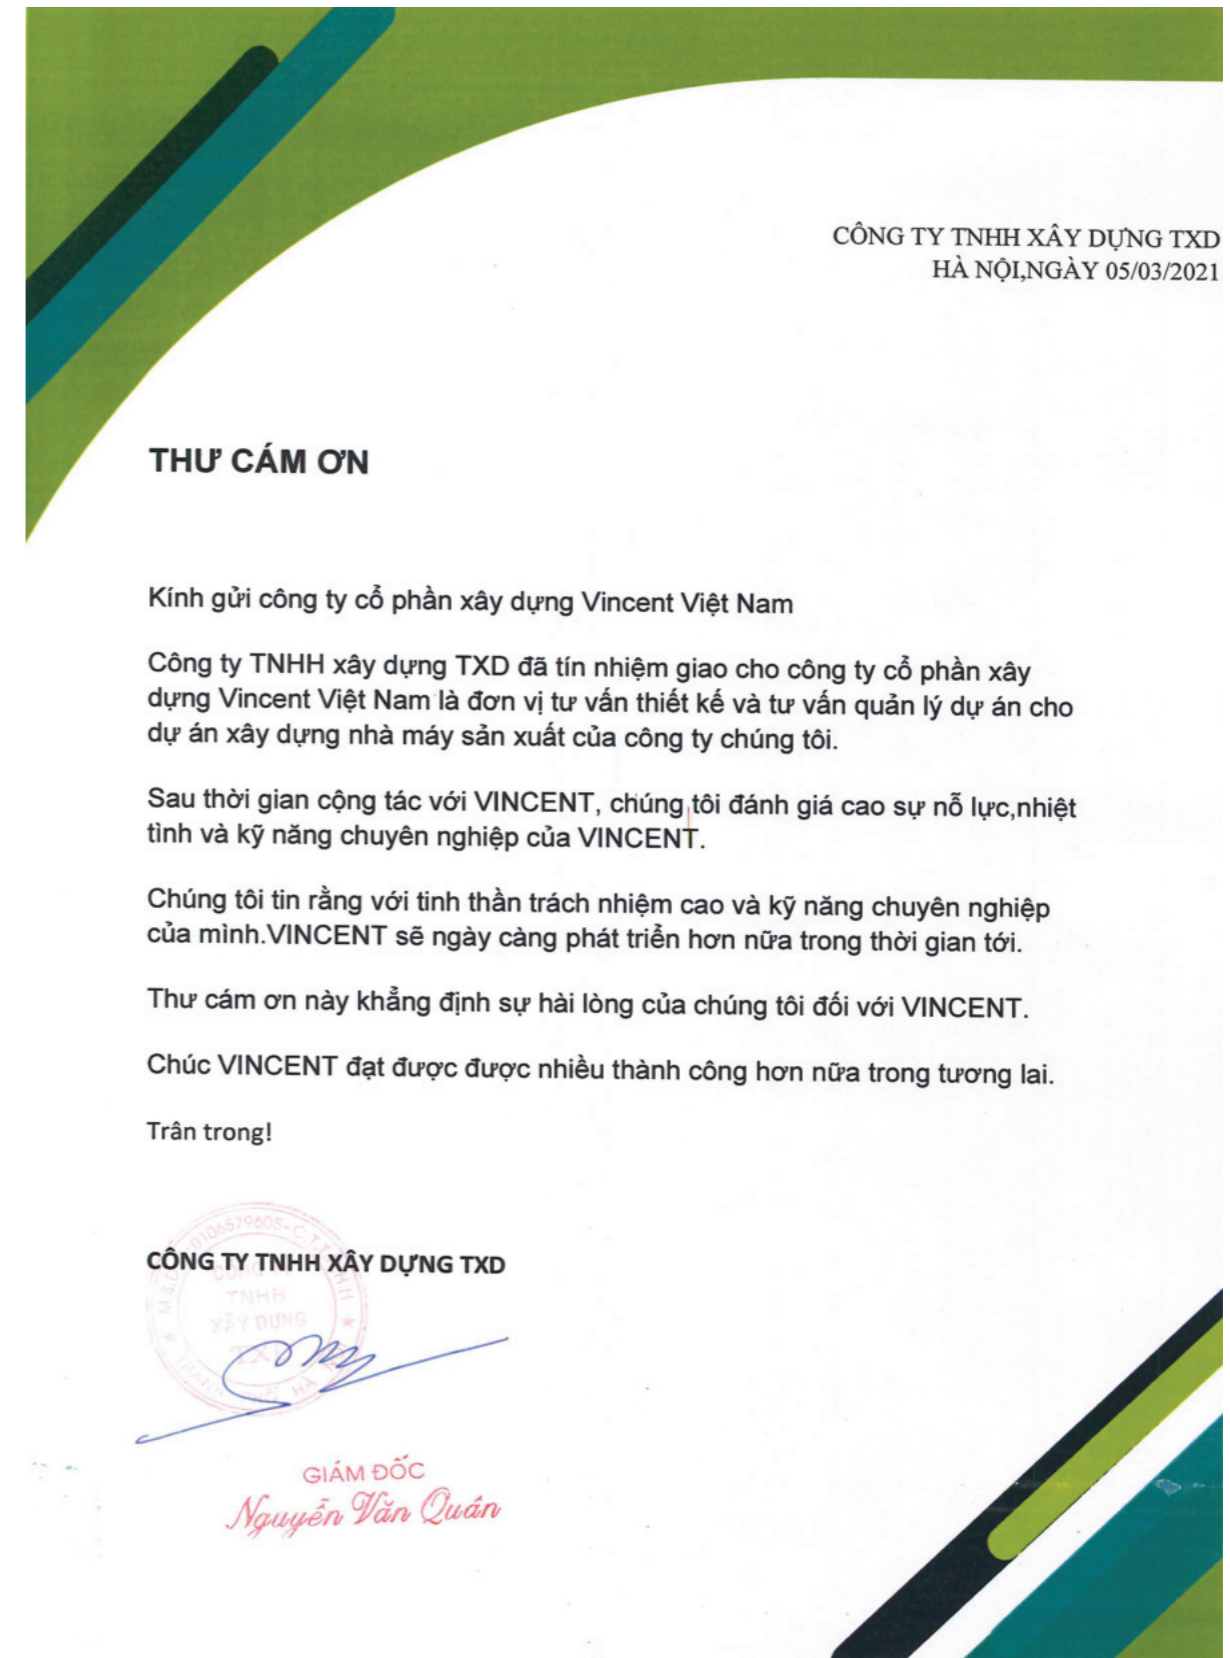 CÔNG TY TNHH XÂY DỰNG TXD
HÀ NỘI,NGÀY 05/03/2021
THƯ CÁM ƠN
Kính gửi công ty cổ phần xây dựng Vincent Việt Nam
Công ty TNHH xây dựng TXD đã tín nhiệm giao cho công ty cổ phần xây
dựng Vincent Việt Nam là đơn vị tư vấn thiết kế và tư vấn quản lý dự án cho
dự án xây dựng nhà máy sản xuất của công ty chúng tôi.
Sau thời gian cộng tác với VINCENT, chúng tôi đánh giá cao sự nỗ lực,nhiệt
tình và kỹ năng chuyên nghiệp của VINCENT.
Chúng tôi tin rằng với tinh thần trách nhiệm cao và kỹ năng chuyên nghiệp
của mình.VINCENT sẽ ngày càng phát triển hơn nữa trong thời gian tới.
Thư cám ơn này khẳng định sự hài lòng của chúng tôi đối với VINCENT.
Chúc VINCENT đạt được được nhiều thành công hơn nữa trong tương lai.
Trân trong!
CÔNG TY TNHH XÂY DỰNG TXD
0106579605-C.T.T.N.H.H
CÔNG TY
TNHH
XÂY DỰNG
TXD
GIÁM ĐỐC
Nguyễn Văn Quán